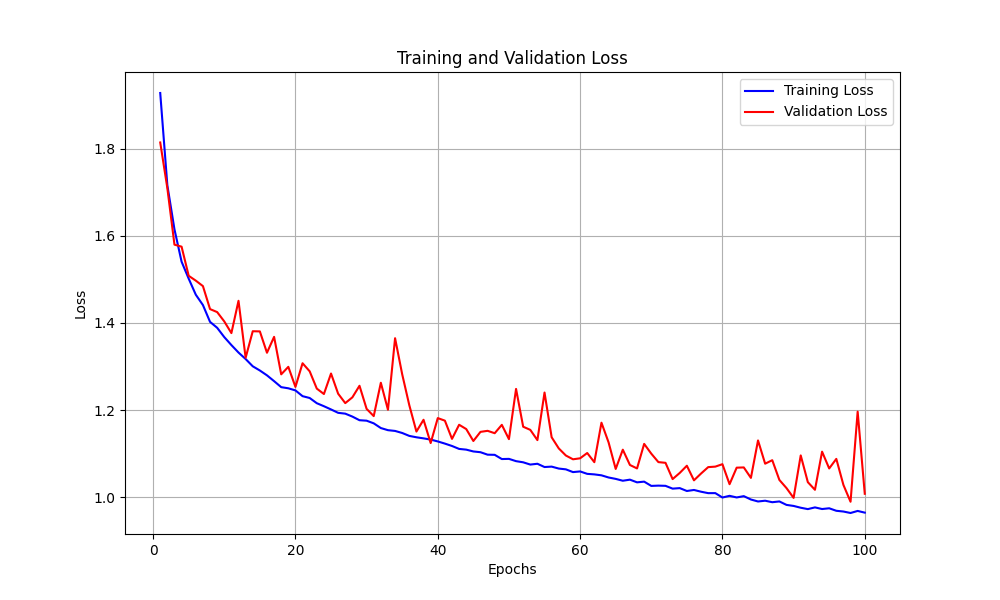 Training and Validation Loss
Training Loss
Validation Loss
1.8
1.6
1.4
1.2
1.0
Loss
0
20
40
60
80
100
Epochs